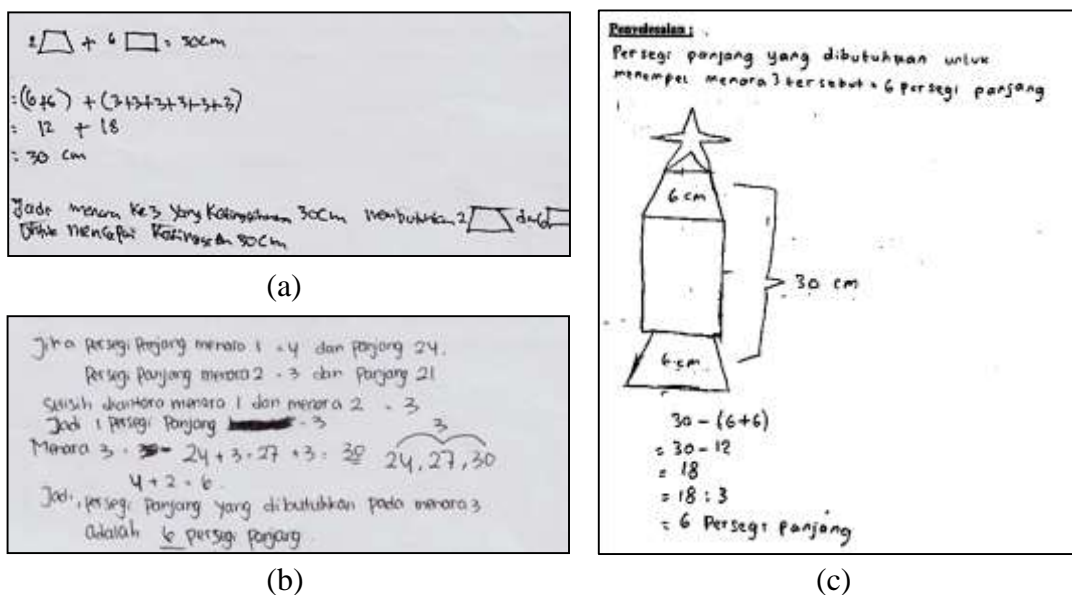 2 + 6 = 30cm
= (6+6) + (3+3+3+3+3+3)
= 12 + 18
= 30 cm
Jadi menara ke 3 yang 30cm membutuhkan 2 dan 6
30cm
(a)
Jika persegi panjang menara 1 = 4 dan panjang 24.
Persegi panjang menara 2 = 3 dan panjang 21
Selisih diantara menara 1 dan menara 2 = 3
Jadi 1 persegi panjang = 3
Menara 3 = 24 + 3 = 27 + 3 = 30
3
24, 27, 30
4 + 2 = 6.
Jadi, persegi panjang yang dibutuhkan pada menara 3
adalah 6 persegi panjang
(b)
Penyelesaian :
Persegi panjang yang dibutuhkan untuk
menempel menara 3 tersebut = 6 persegi panjang
6 cm
30 cm
6 cm
30 - (6+6)
= 30 - 12
= 18
= 18 : 3
= 6 Persegi panjang
(c)